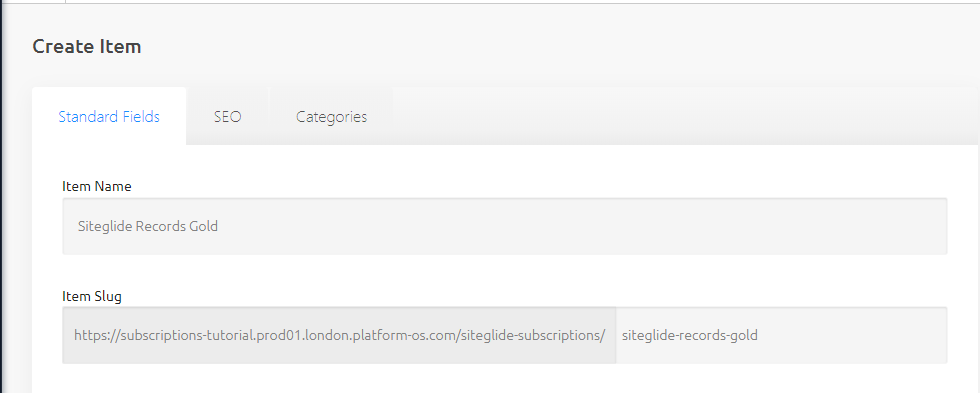 Create Item
Standard Fields SEO Categories
Item Name
Siteglide Records Gold
Item Slug
https://subscriptions-tutorial.prod01.london.platform-os.com/siteglide-subscriptions/ siteglide-records-gold